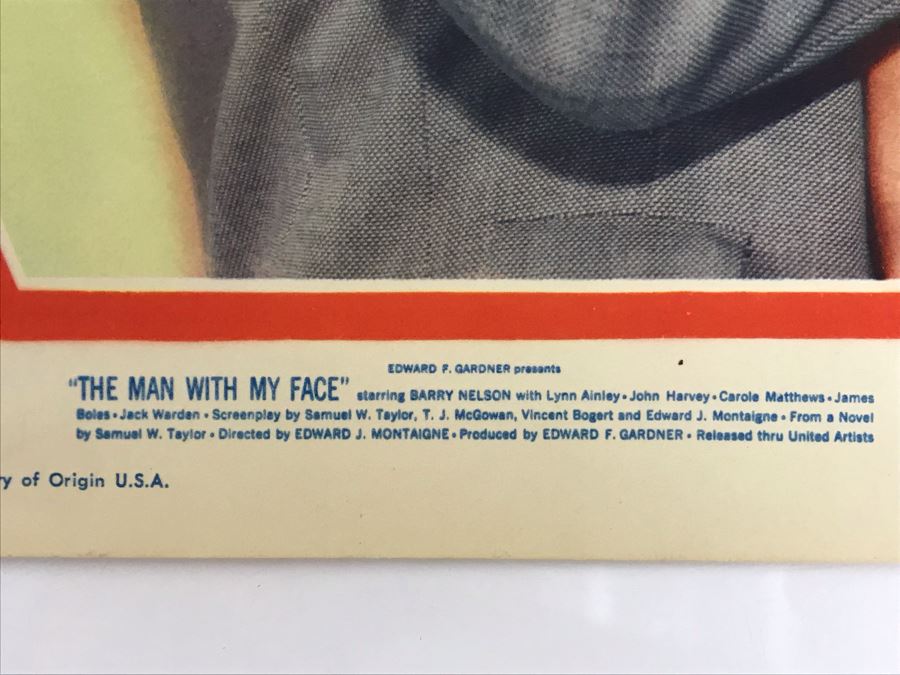 EDWARD F. GARDNER presents
"THE MAN WITH MY FACE" starring BARRY NELSON with Lynn Ainley • John Harvey • Carole Matthews • James
Boles • Jack Warden • Screenplay by Samuel W. Taylor, T. J. McGowan, Vincent Bogert and Edward J. Montaigne • From a Novel
by Samuel W. Taylor • Directed by EDWARD J. MONTAIGNE • Produced by EDWARD F. GARDNER • Released thru United Artists
ry of Origin U.S.A.